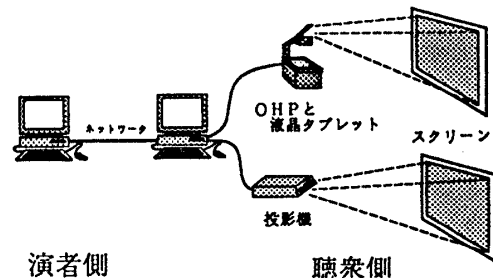 ネットワーク
OHPと
液晶タブレット
スクリーン
投影機
演者側
聴衆側